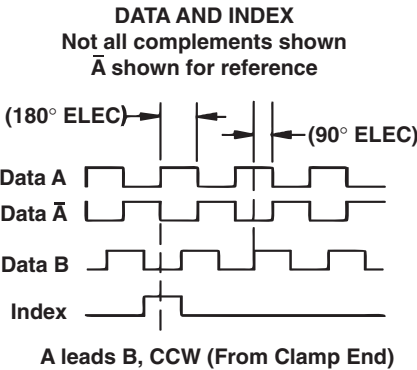 DATA AND INDEX
Not all complements shown
A̅ shown for reference
(180° ELEC)
(90° ELEC)
Data A
Data A̅
Data B
Index
A leads B, CCW (From Clamp End)